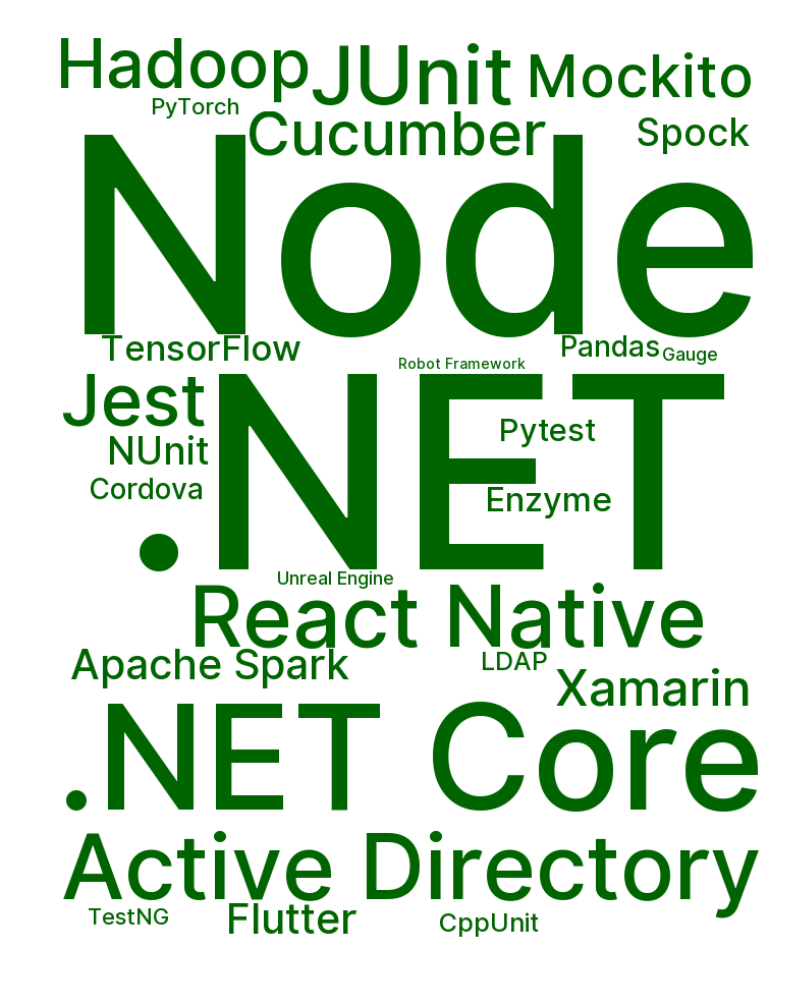 Hadoop
JUnit
Mockito
PyTorch
Cucumber
Spock
Node
TensorFlow
Pandas
Gauge
Robot Framework
Jest
.NET
Pytest
NUnit
Cordova
Enzyme
Unreal Engine
React Native
Apache Spark
LDAP
Xamarin
.NET Core
Active Directory
TestNG
Flutter
CppUnit